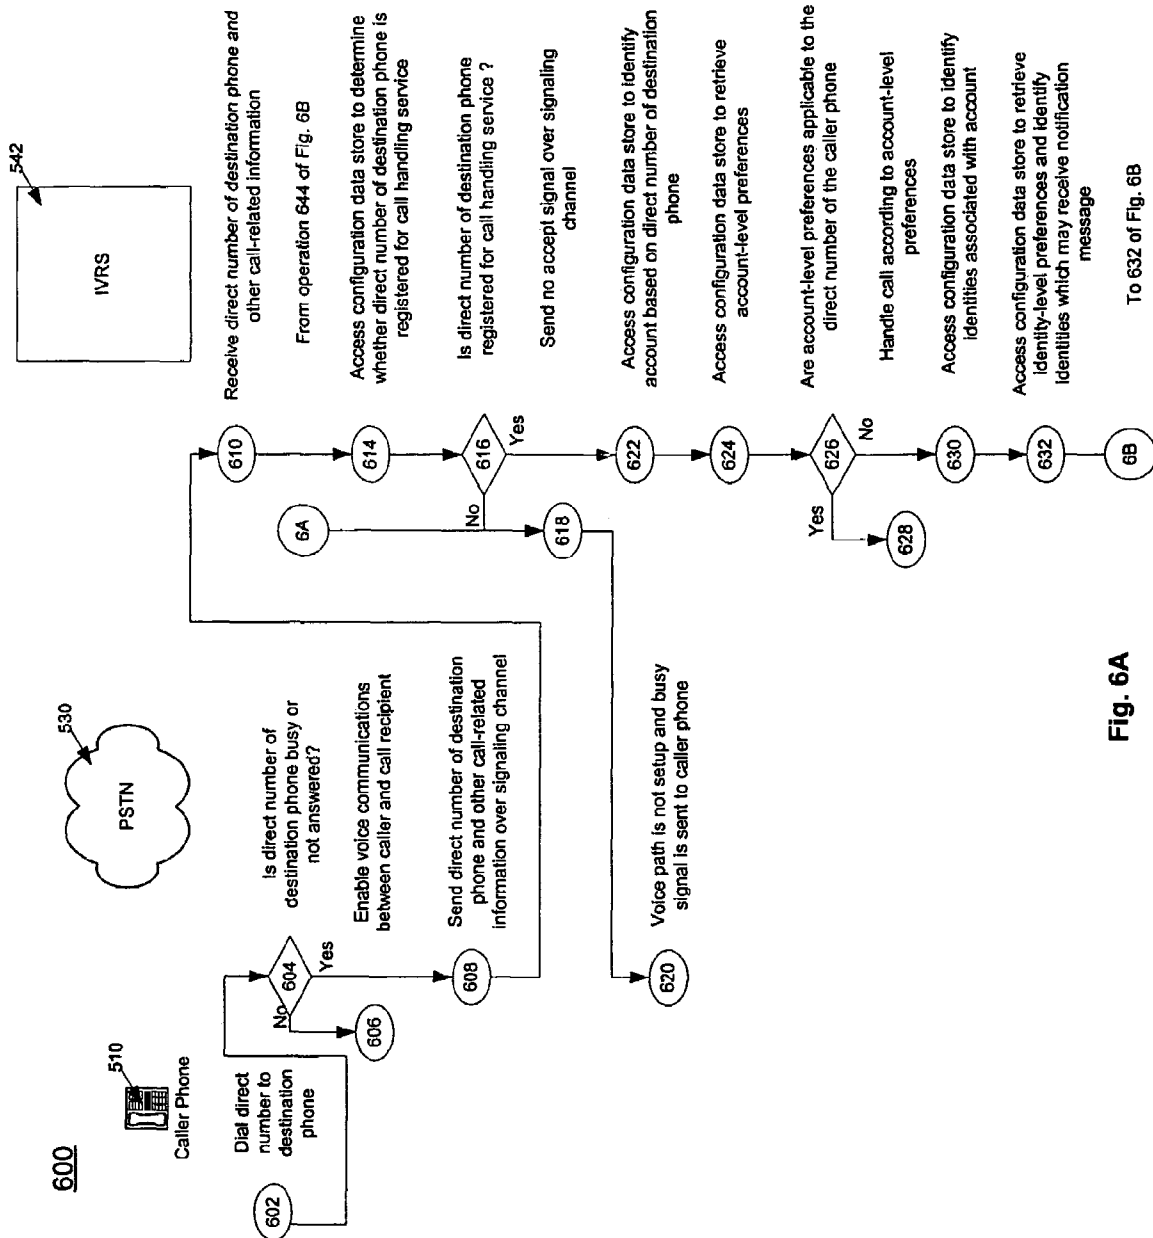 600
510
Caller Phone
530
PSTN
542
IVRS
602
Dial direct
number to
destination
phone
604
No
Yes
Is direct number of
destination phone busy or
not answered?
606
Enable voice communications
between caller and call recipient
608
Send direct number of destination
phone and other call-related
information over signaling channel
610
Receive direct number of destination phone and
other call-related information
6A
From operation 644 of Fig. 6B
614
Access configuration data store to determine
whether direct number of destination phone is
registered for call handling service
616
No
Yes
Is direct number of destination phone
registered for call handling service ?
618
Send no accept signal over signaling
channel
620
Voice path is not setup and busy
signal is sent to caller phone
622
Access configuration data store to identify
account based on direct number of destination
phone
624
Access configuration data store to retrieve
account-level preferences
626
Yes
No
Are account-level preferences applicable to the
direct number of the caller phone
628
Handle call according to account-level
preferences
630
Access configuration data store to identify
identities associated with account
632
Access configuration data store to retrieve
identity-level preferences and identify
identities which may receive notification
message
6B
To 632 of Fig. 6B
Fig. 6A